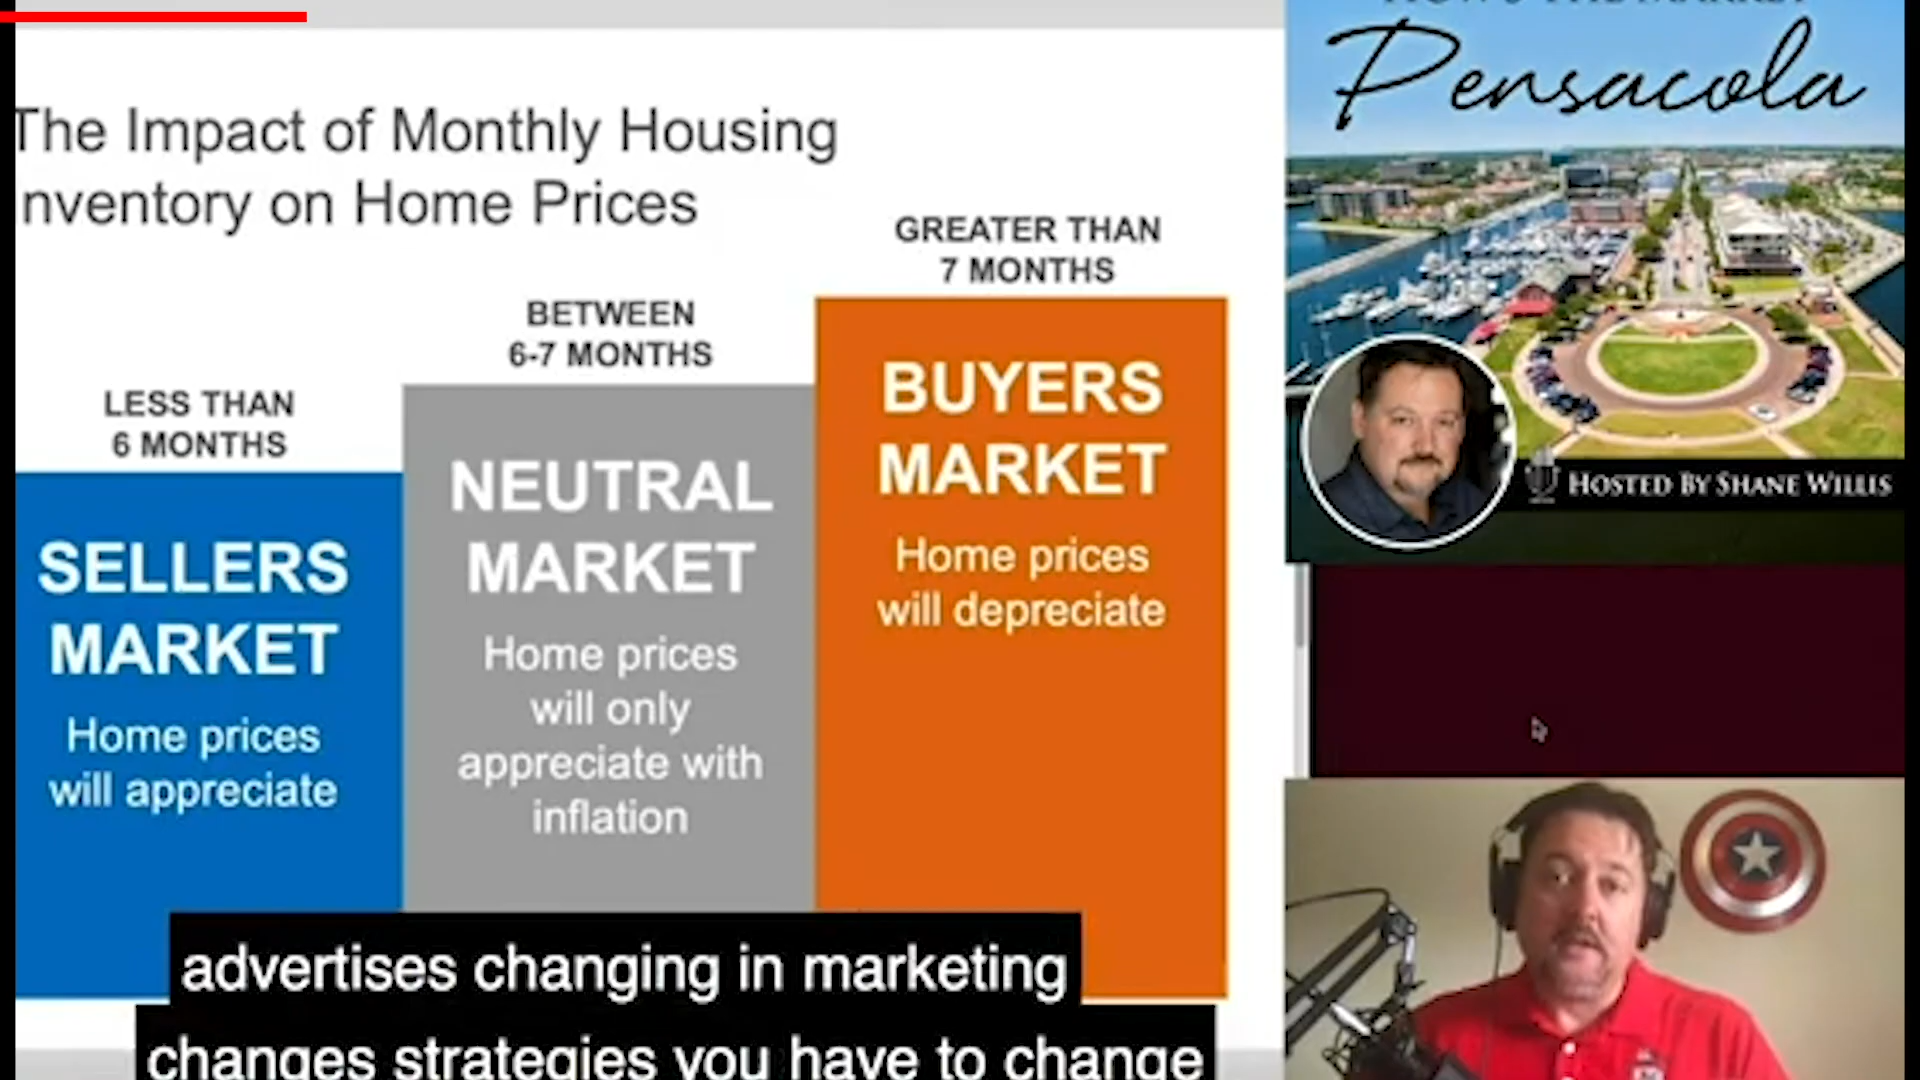 The Impact of Monthly Housing
nventory on Home Prices
LESS THAN
6 MONTHS
SELLERS
MARKET
Home prices
will appreciate
BETWEEN
6-7 MONTHS
NEUTRAL
MARKET
Home prices
will only
appreciate with
inflation
GREATER THAN
7 MONTHS
BUYERS
MARKET
Home prices
will depreciate
Pensacola
HOSTED BY SHANE WILLIS
advertises changing in marketing
changes strategies you have to change